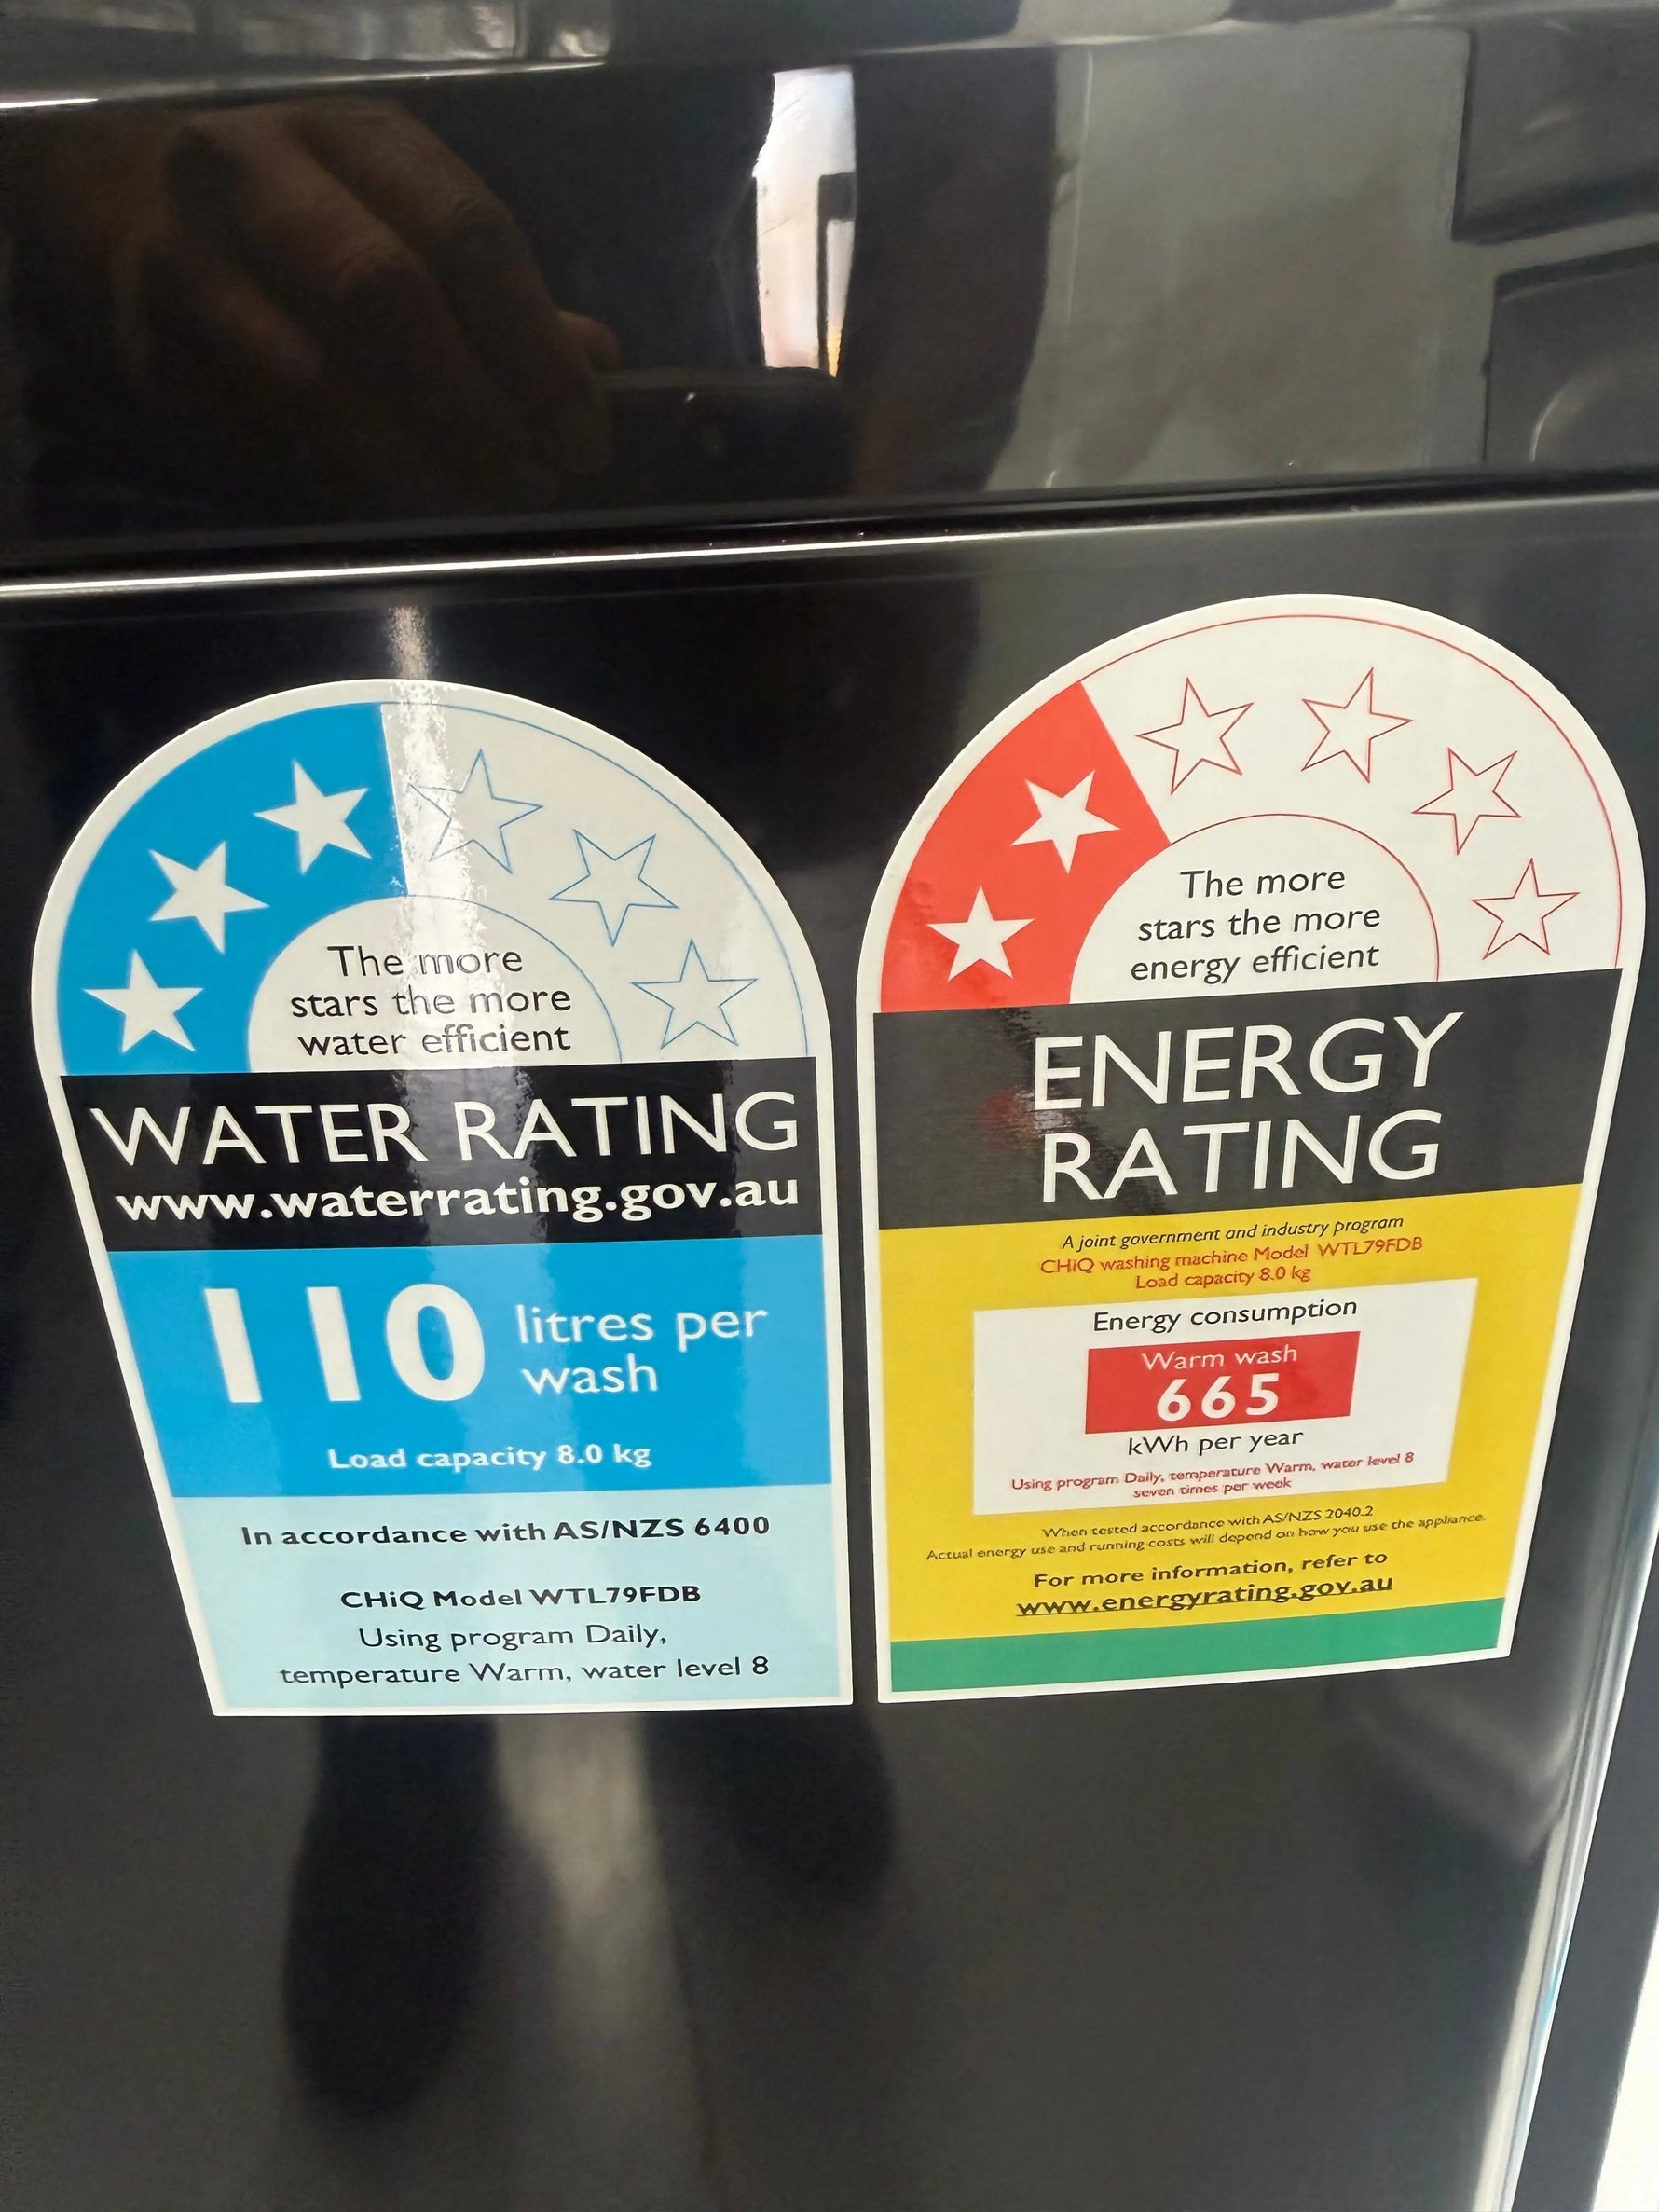 The more
stars the more
water efficient
WATER RATING
www.waterrating.gov.au
110 litres per
wash
Load capacity 8.0 kg
In accordance with AS/NZS 6400
CHiQ Model WTL79FDB
Using program Daily,
temperature Warm, water level 8
The more
stars the more
energy efficient
ENERGY
RATING
A joint government and industry program
CHiQ washing machine Model WTL79FDB
Load capacity 8.0 kg
Energy consumption
Warm wash
665
kWh per year
Using program Daily, temperature Warm, water level 8
seven times per week
When tested accordance with AS/NZS 2040.2
Actual energy use and running costs will depend on how you use the appliance.
For more information, refer to
www.energyrating.gov.au